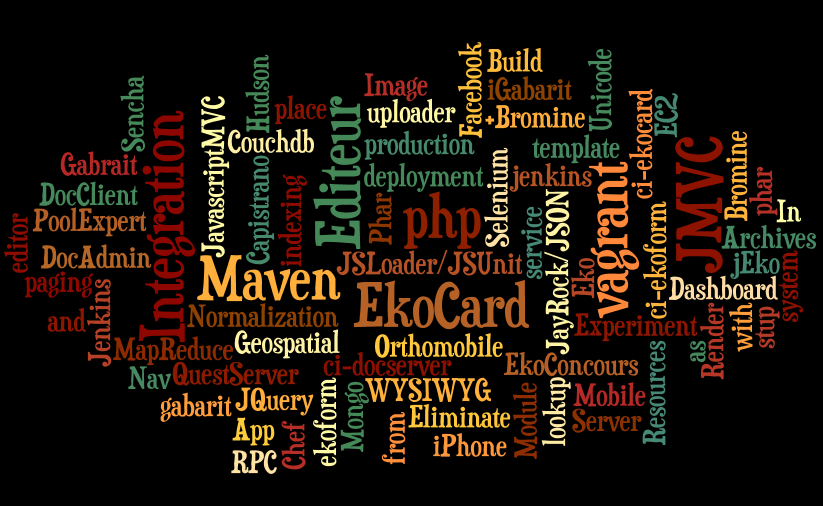 Sencha
Hudson
Facebook
Build
Unicode
Image
iGabarit
place
uploader
+Bromine
ci-ekocard
EC2
JavascriptMVC
Couchdb
Editeur
production
template
Integration
Gabrait
Capistrano
indexing
deployment
Selenium
jenkins
vagrant
JMVC
Bromine
phar
DocClient
PoolExpert
Phar
php
service
JayRock/JSON
ci-ekoform
In
Archives
editor
DocAdmin
JSLoader/JSUnit
Eko
jEko
system
paging
Maven
EkoCard
Dashboard
and
Jenkins
Normalization
Experiment
Render
with
stup
as
MapReduce
Geospatial
Orthomobile
Nav
QuestServer
ci-docserver
EkoConcours
Resources
gabarit
JQuery
ekoform
Mongo
WYSIWYG
Module
lookup
Mobile
App
Chef
from
Eliminate
Server
RPC
iPhone